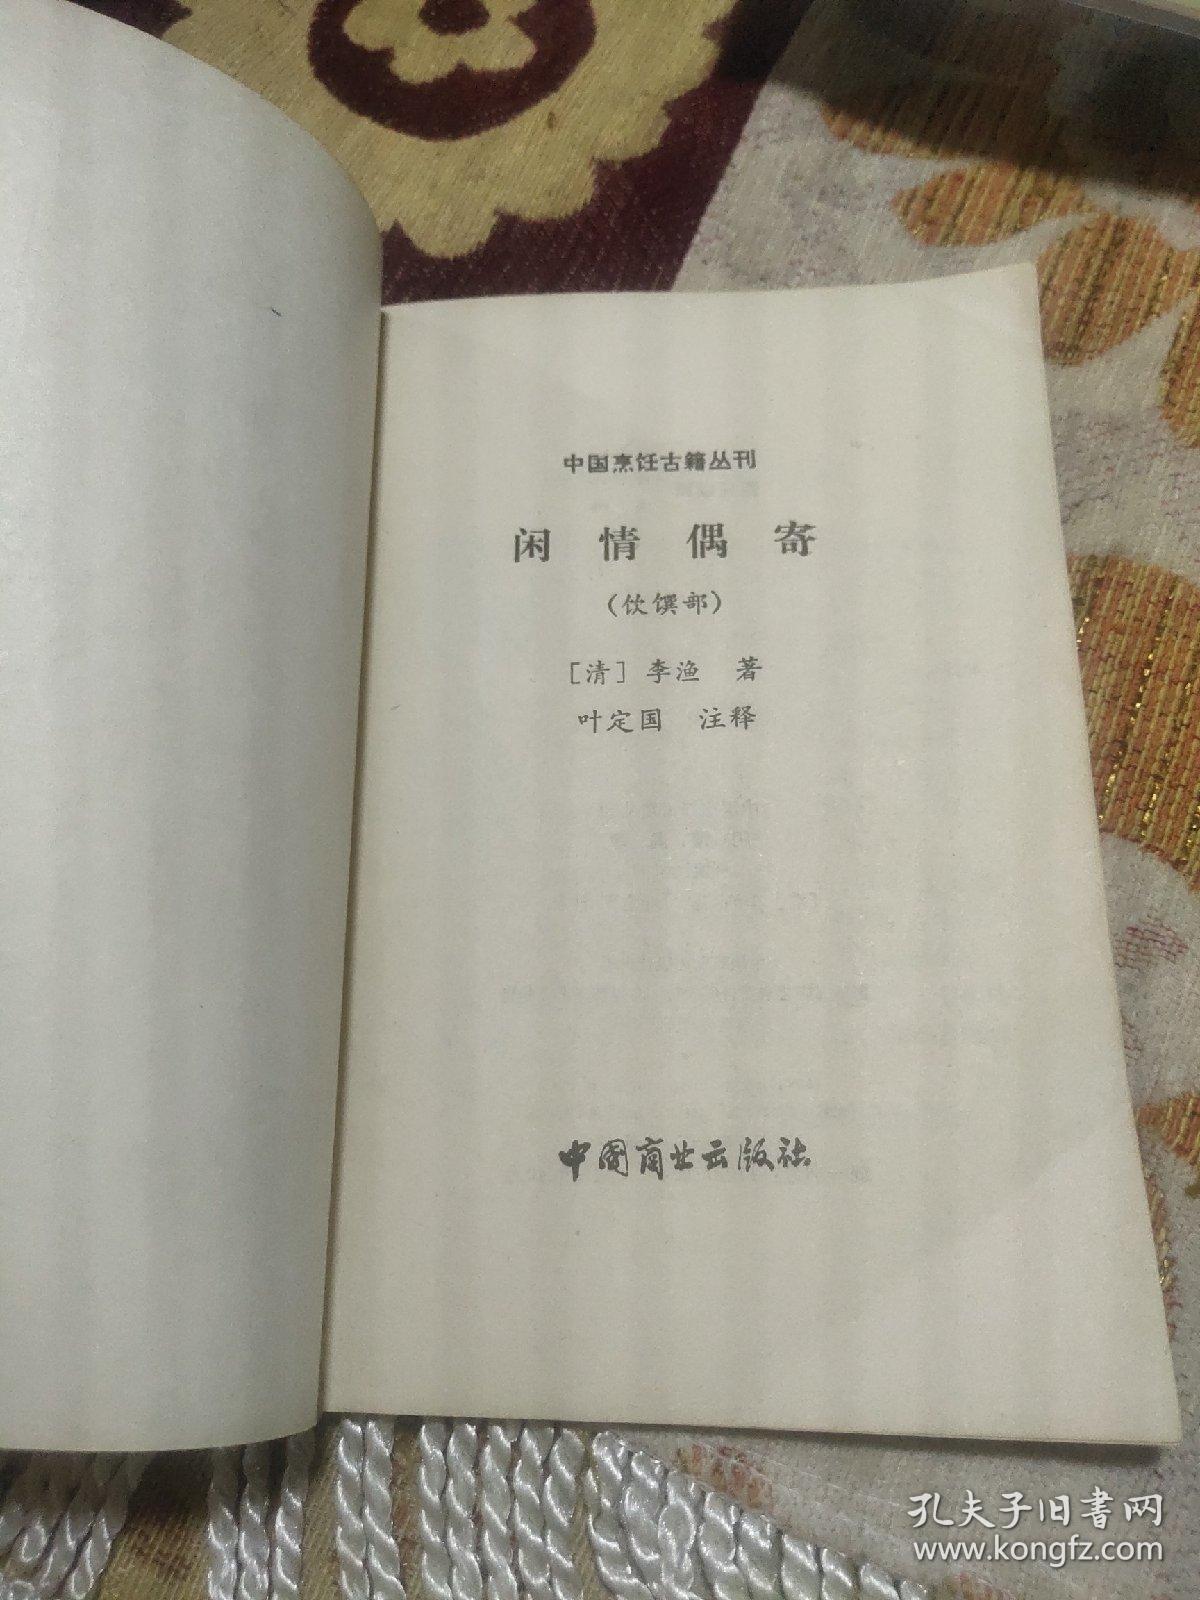 中国烹饪古籍丛刊
闲情偶寄
（饮馔部）
［清］李渔 著
叶定国 注释
中国商业出版社
孔夫子旧书网
www.kongfz.com